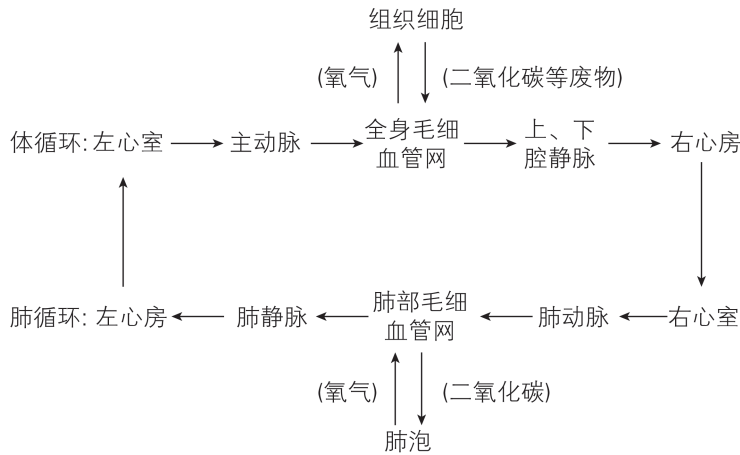 组织细胞
(氧气)
(二氧化碳等废物)
体循环: 左心室
主动脉
全身毛细
血管网
上、下
腔静脉
右心房
肺循环: 左心房
肺静脉
肺部毛细
血管网
肺动脉
右心室
(氧气)
(二氧化碳)
肺泡